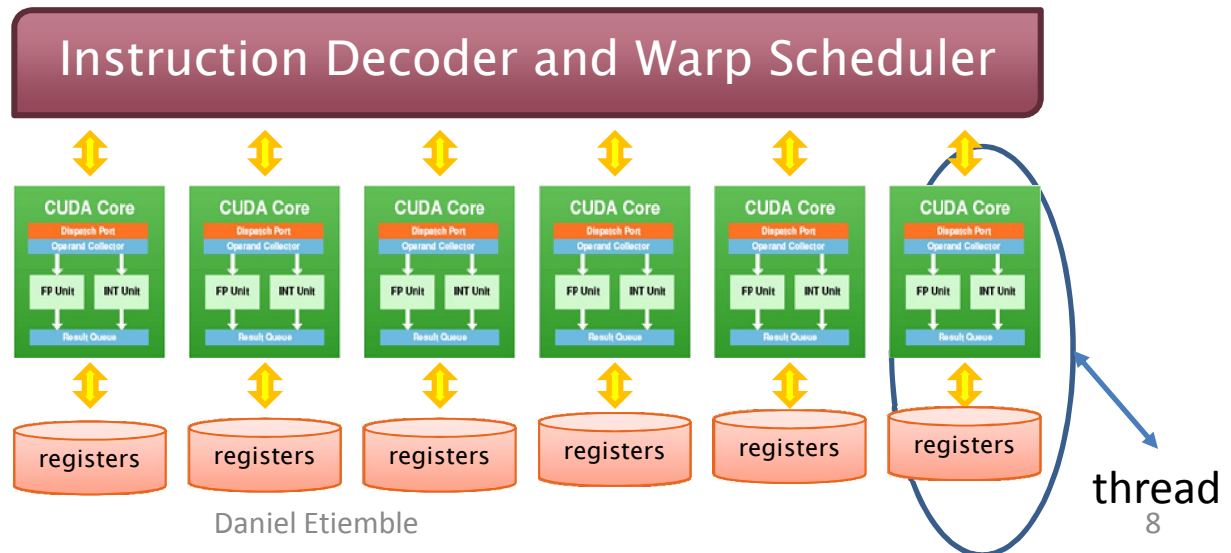 Instruction Decoder and Warp Scheduler
CUDA Core CUDA Core CUDA Core CUDA Core CUDA Core CUDA Core
Dispatch Port Dispatch Port Dispatch Port Dispatch Port Dispatch Port Dispatch Port
Operand Collector Operand Collector Operand Collector Operand Collector Operand Collector Operand Collector
FP Unit INT Unit FP Unit INT Unit FP Unit INT Unit FP Unit INT Unit FP Unit INT Unit FP Unit INT Unit
Result Queue Result Queue Result Queue Result Queue Result Queue Result Queue
registers registers registers registers registers registers
thread
Daniel Etiemble 8